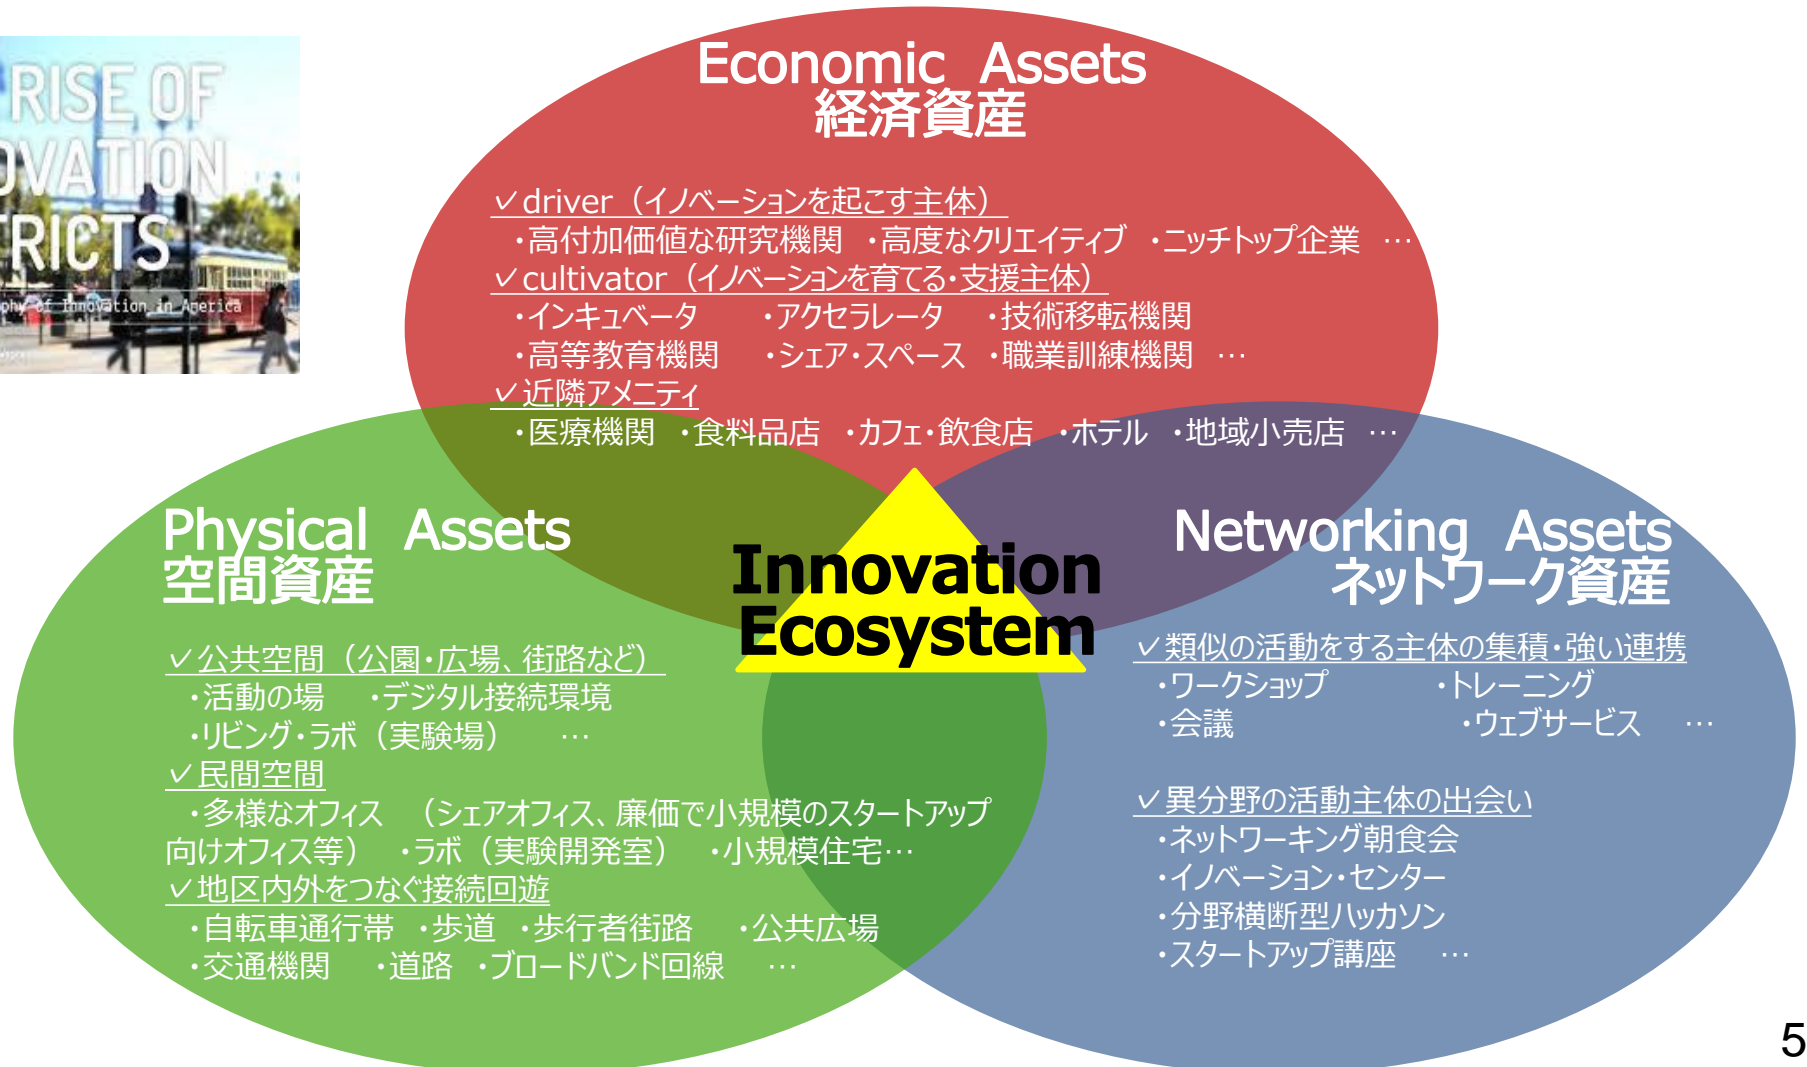 RISE OF
OVATION
TRICTS
phy of Innovation in America
Economic Assets
経済資産
✓driver（イノベーションを起こす主体）
・高付加価値な研究機関 ・高度なクリエイティブ ・ニッチトップ企業 …
✓cultivator（イノベーションを育てる・支援主体）
・インキュベータ ・アクセラレータ ・技術移転機関
・高等教育機関 ・シェア・スペース ・職業訓練機関 …
✓近隣アメニティ
・医療機関 ・食料品店 ・カフェ・飲食店 ・ホテル ・地域小売店 …
Physical Assets
空間資産
✓公共空間（公園・広場、街路など）
・活動の場 ・デジタル接続環境
・リビング・ラボ（実験場） …
✓民間空間
・多様なオフィス （シェアオフィス、廉価で小規模のスタートアップ
向けオフィス等） ・ラボ（実験開発室） ・小規模住宅…
✓地区内外をつなぐ接続回遊
・自転車通行帯 ・歩道 ・歩行者街路 ・公共広場
・交通機関 ・道路 ・ブロードバンド回線 …
Innovation
Ecosystem
Networking Assets
ネットワーク資産
✓類似の活動をする主体の集積・強い連携
・ワークショップ ・トレーニング
・会議 ・ウェブサービス …
✓異分野の活動主体の出会い
・ネットワーキング朝食会
・イノベーション・センター
・分野横断型ハッカソン
・スタートアップ講座 …
5